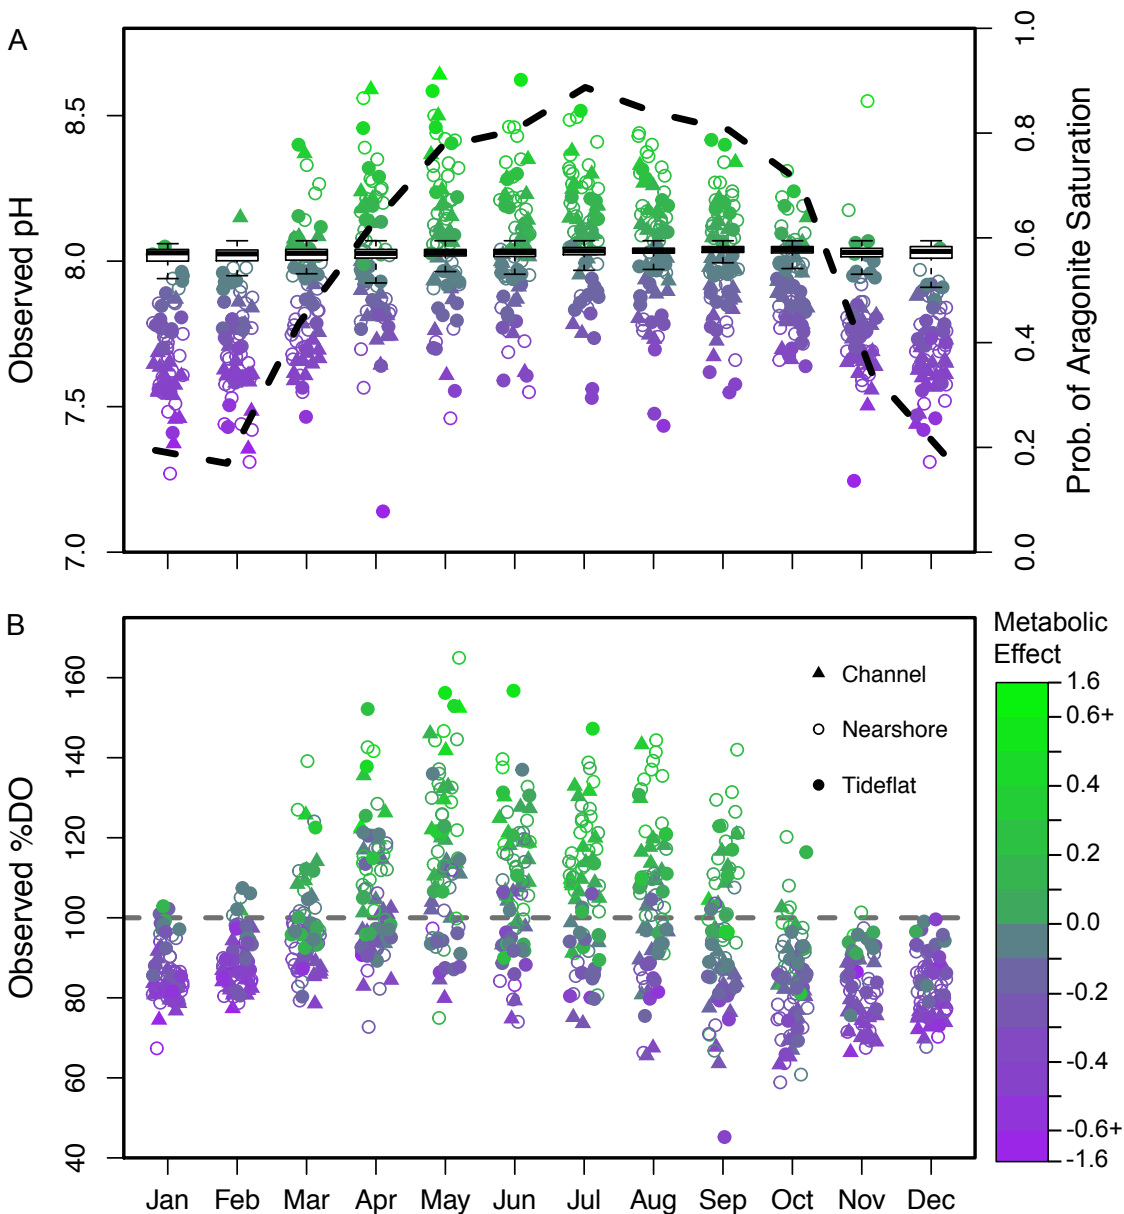 A
Observed pH
8.5
8.0
7.5
7.0
1.0
0.8
0.6
0.4
0.2
0.0
Prob. of Aragonite Saturation
B
Observed %DO
160
140
120
100
80
60
40
Channel
Nearshore
Tideflat
Metabolic
Effect
1.6
0.6+
0.4
0.2
0.0
-0.2
-0.4
-0.6+
-1.6
Jan Feb Mar Apr May Jun Jul Aug Sep Oct Nov Dec